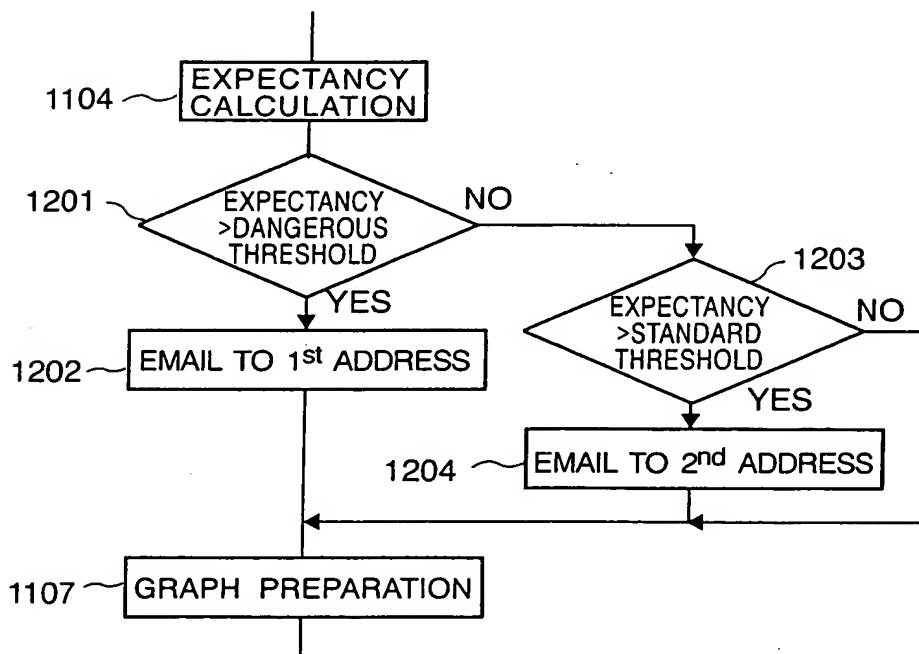 1104
EXPECTANCY
CALCULATION
1201
EXPECTANCY
>DANGEROUS
THRESHOLD
NO
YES
1203
EXPECTANCY
>STANDARD
THRESHOLD
NO
YES
1202
EMAIL TO 1st ADDRESS
1204
EMAIL TO 2nd ADDRESS
1107
GRAPH PREPARATION